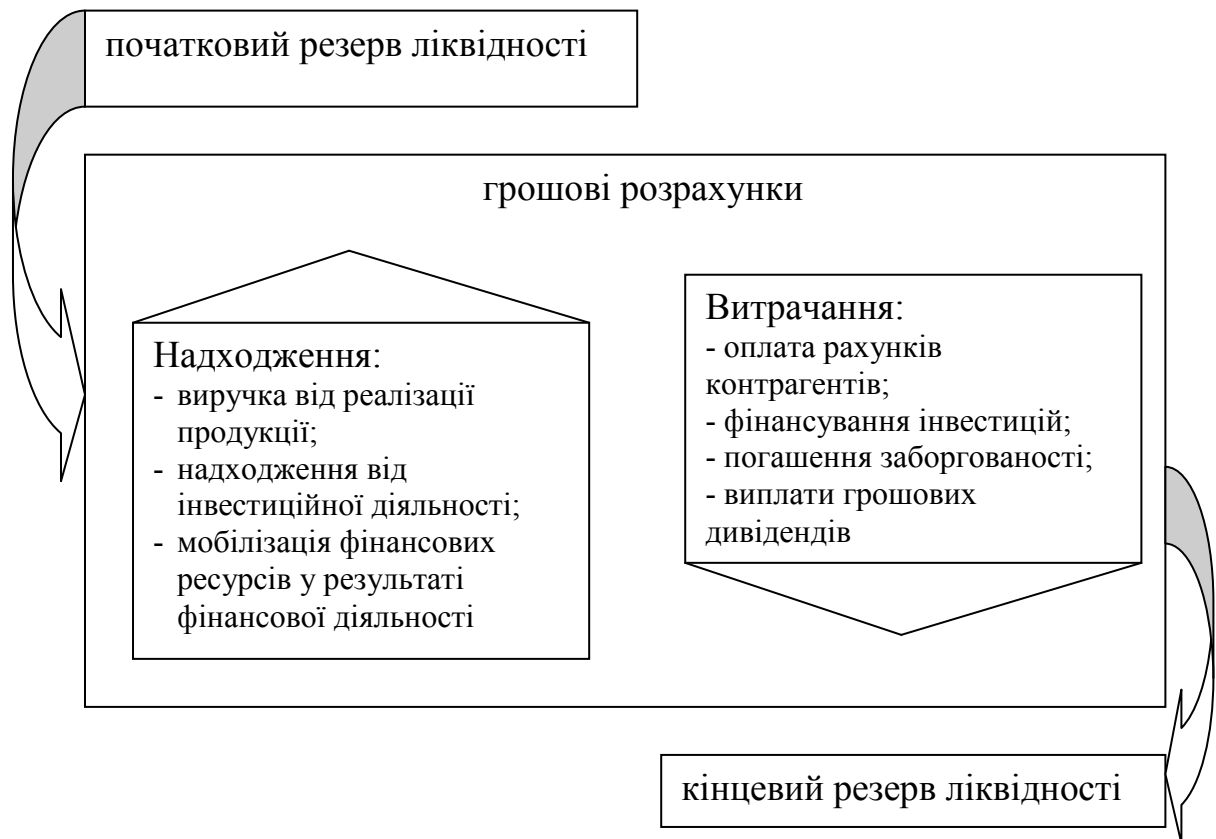 початковий резерв ліквідності
грошові розрахунки
Надходження:
- виручка від реалізації
продукції;
- надходження від
інвестиційної діяльності;
- мобілізація фінансових
ресурсів у результаті
фінансової діяльності
Витрачання:
- оплата рахунків
контрагентів;
- фінансування інвестицій;
- погашення заборгованості;
- виплати грошових
дивідендів
кінцевий резерв ліквідності